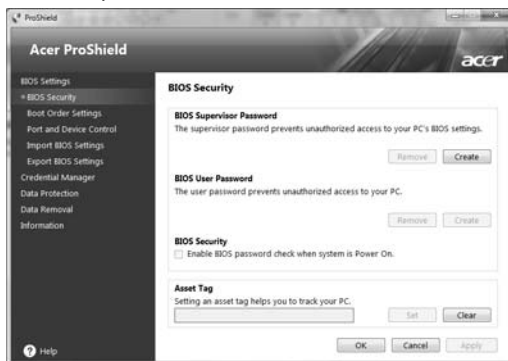 ProShield
Acer ProShield
acer
BIOS Settings
BIOS Security
Boot Order Settings
Port and Device Control
Import BIOS Settings
Export BIOS Settings
Credential Manager
Data Protection
Data Removal
Information
Help
BIOS Security
BIOS Supervisor Password
The supervisor password prevents unauthorized access to your PC's BIOS settings.
Remove Create
BIOS User Password
The user password prevents unauthorized access to your PC.
Remove Create
BIOS Security
Enable BIOS password check when system is Power On.
Asset Tag
Setting an asset tag helps you to track your PC.
Set Clear
OK Cancel Apply